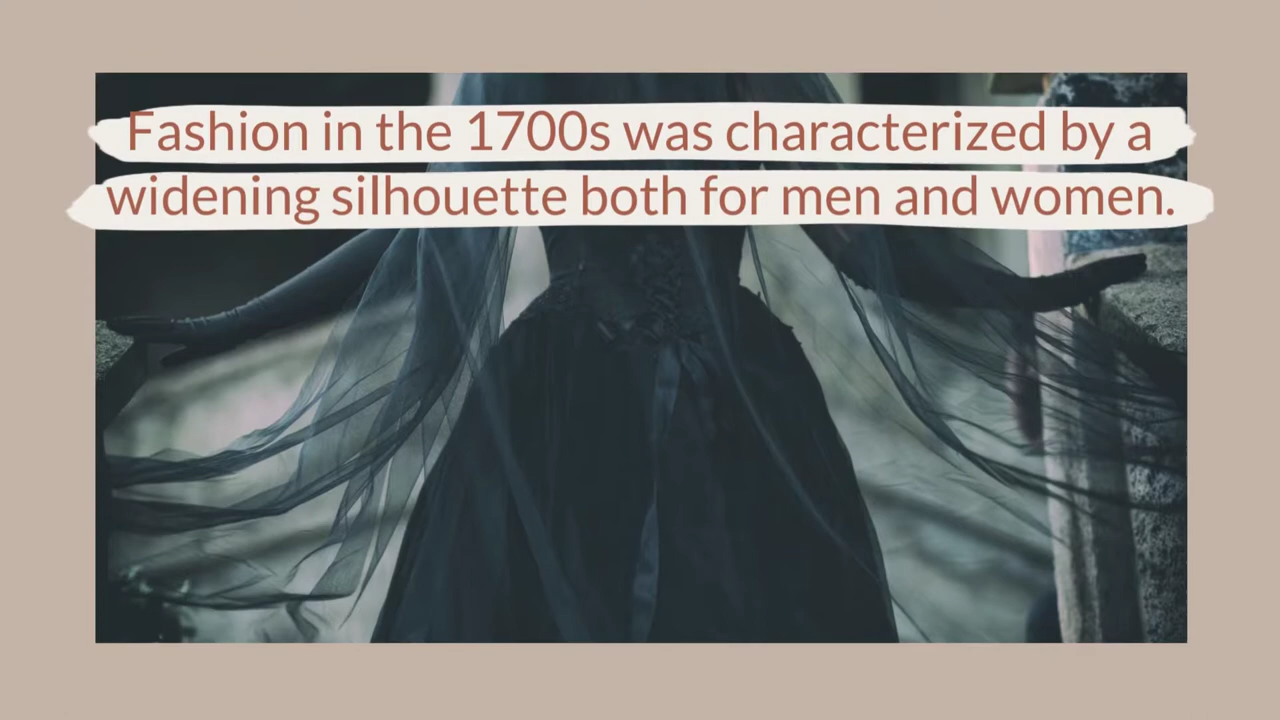 Fashion in the 1700s was characterized by a
widening silhouette both for men and women.